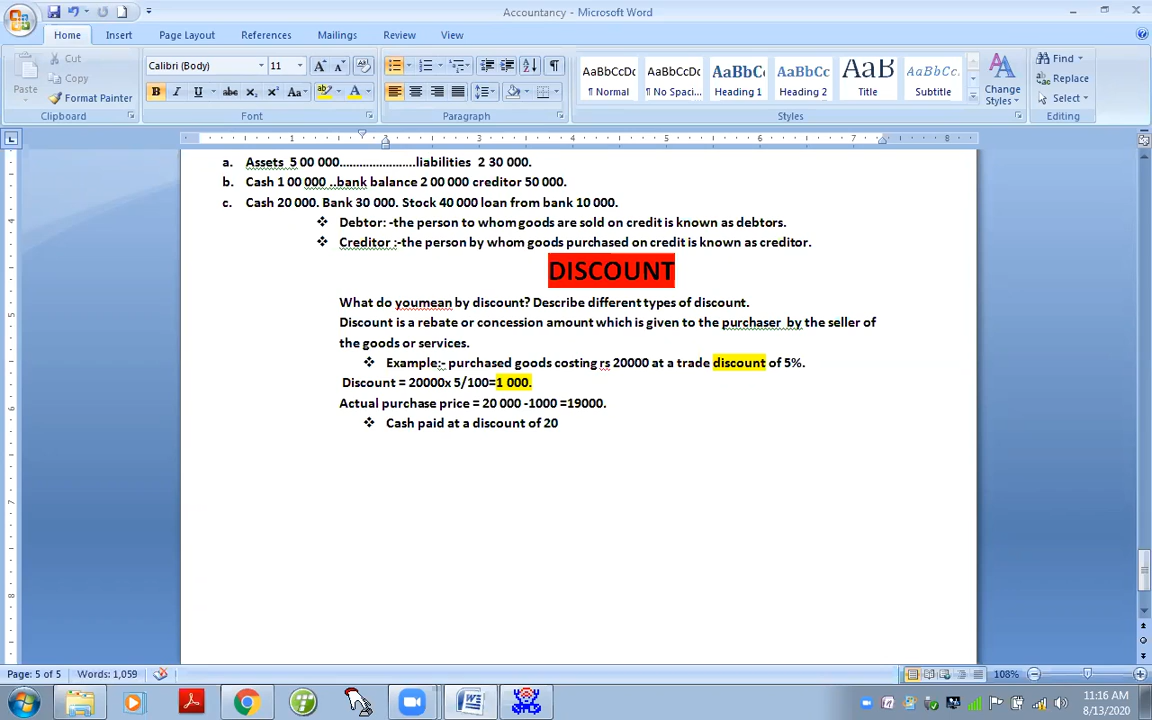 Accountancy - Microsoft Word
Home Insert Page Layout References Mailings Review View
Paste
Cut
Copy
Format Painter
Clipboard
Calibri (Body) 11
Font
Paragraph
AaBbCcDc AaBbCcDc AaBbC AaBbCc AaB AaBbCc.
¶ Normal ¶ No Spaci... Heading 1 Heading 2 Title Subtitle
Change Styles
Styles
Find
Replace
Select
Editing
1 3 4 5 6 7 8
a. Assets 5 00 000.......................liabilities 2 30 000.
b. Cash 1 00 000 ..bank balance 2 00 000 creditor 50 000.
c. Cash 20 000. Bank 30 000. Stock 40 000 loan from bank 10 000.
❖ Debtor: -the person to whom goods are sold on credit is known as debtors.
❖ Creditor :-the person by whom goods purchased on credit is known as creditor.
DISCOUNT
What do youmean by discount? Describe different types of discount.
Discount is a rebate or concession amount which is given to the purchaser by the seller of
the goods or services.
❖ Example:- purchased goods costing rs 20000 at a trade discount of 5%.
Discount = 20000x 5/100=1 000.
Actual purchase price = 20 000 -1000 =19000.
❖ Cash paid at a discount of 20
Page: 5 of 5 Words: 1,059 108%
11:16 AM
8/13/2020